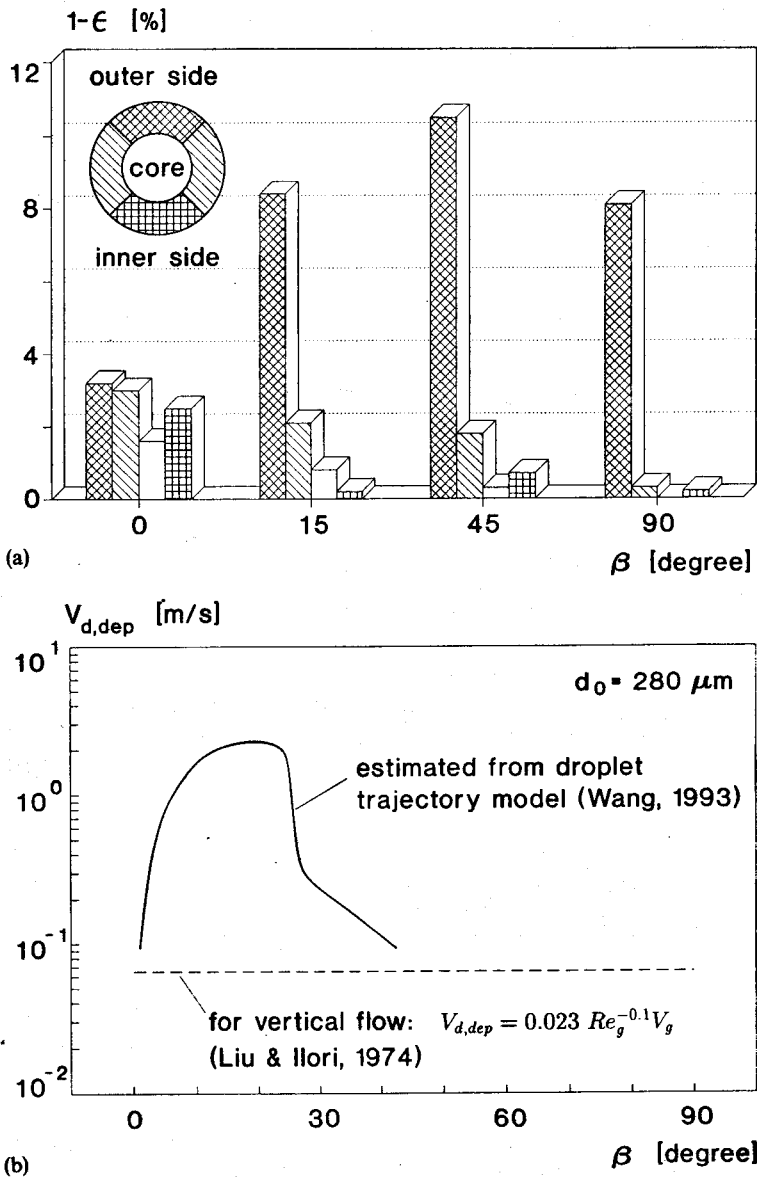 1-ϵ [%]
12
outer side
core
8
inner side
4
0
0 15 45 90
(a)
β [degree]
V_{d,dep} [m/s]
10^1
d_0 = 280 μm
estimated from droplet
10^0
trajectory model (Wang, 1993)
10^{-1}
for vertical flow: V_{d,dep} = 0.023 Re_g^{-0.1} V_g
(Liu & Ilori, 1974)
10^{-2}
0 30 60 90
β [degree]
(b)